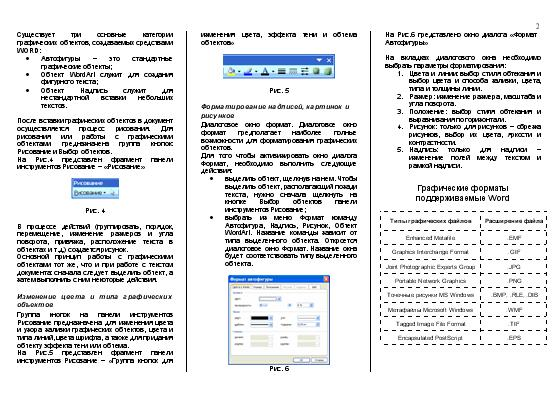 2
Существует три основные категории
графических объектов, создаваемых средствами
WORD:
• Автофигуры – это стандартные
графические объекты;
• Объект WordArt служит для создания
фигурного текста;
• Объект Надпись служит для
нестандартной вставки небольших
текстов.
После вставки графических объектов в документ
осуществляется процесс рисования. Для
рисования или работы с графическими
объектами предназначена группа кнопок
Рисование и Выбор объектов.
На Рис.4 представлен фрагмент панели
инструментов Рисование – «Рисование»
Рисование
Рисование
Рис. 4
В процессе действий (группировать, порядок,
перемещение, изменение размеров и угла
поворота, привязка, расположение текста в
объектах и т.д.) создается рисунок.
Основной принцип работы с графическими
объектами тот же, что и при работе с текстом
документа: сначала следует выделить объект, а
затем выполнить с ним некоторые действия.
Изменение цвета и типа графических
объектов
Группа кнопок на панели инструментов
Рисование предназначена для изменения цвета и
узора заливки графических объектов, цвета и
типа линий, цвета шрифта, а также для придания
объекту эффекта тени или объема.
На Рис.5 представлен фрагмент панели
инструментов Рисование – «Группа кнопок для
изменения цвета, эффекта тени и объема
объектов»
Рис. 5
Форматирование надписей, картинок и
рисунков
Диалоговое окно формат. Диалоговое окно
формат предлагает наиболее полные
возможности для форматирования графических
объектов.
Для того чтобы активизировать окно диалога
Формат, необходимо выполнить следующие
действия:
• выделить объект, щелкнув на нем. Чтобы
выделить объект, располагающий позади
текста, нужно сначала щелкнуть на
кнопке Выбор объектов панели
инструментов Рисование;
• выбрать из меню Формат команду
Автофигура, Надпись, Рисунок, Объект
WordArt. Название команды зависит от
типа выделенного объекта. Откроется
диалоговое окно Формат. Название окна
будет соответствовать типу выделенного
объекта.
Формат автофигуры
Рис. 6
На Рис.6 представлено окно диалога «Формат
Автофигуры»
На вкладках диалогового окна необходимо
выбрать параметры форматирования:
1. Цвета и линии: выбор стиля обтекания и
выбор цвета и способа заливки, цвета,
типа и толщины линии.
2. Размер: изменение размера, масштаба и
угла поворота.
3. Положение: выбор стиля обтекания и
выравнивания по горизонтали.
4. Рисунок: только для рисунков – обрезка
рисунков, выбор их цвета, яркости и
контрастности.
5. Надпись: только для надписи –
изменение полей между текстом и
рамкой надписи.
Графические форматы
поддерживаемые Word
Типы графических файлов Расширение файла
Enhanced Metafile .EMF
Graphics Interchange Format .GIF
Joint Photographic Experts Group .JPG
Portable Network Graphics .PNG
Точечные рисунки MS Windows .BMP, .RLE, .DIB
Метафайлы Microsoft Windows .WMF
Tagged Image File Format .TIF
Encapsulated PostScript .EPS